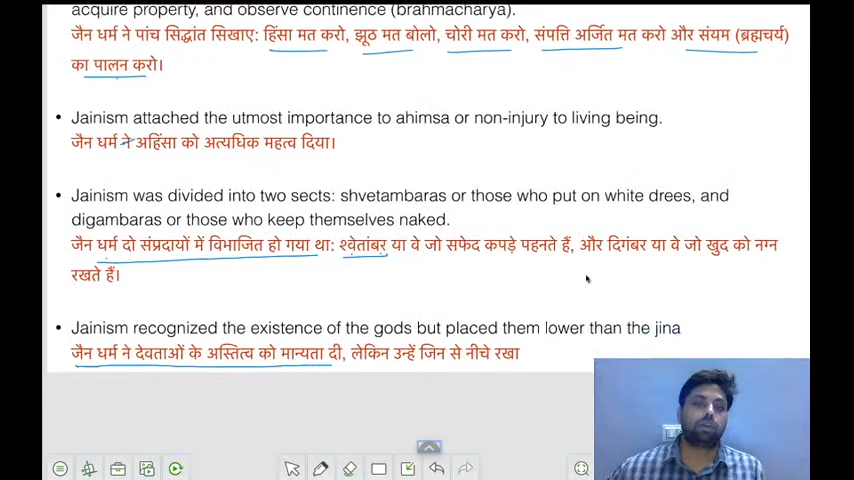 acquire property, and observe continence (brahmacharya).
जैन धर्म ने पांच सिद्धांत सिखाए: हिंसा मत करो, झूठ मत बोलो, चोरी मत करो, संपत्ति अर्जित मत करो और संयम (ब्रह्मचर्य)
का पालन करो।
• Jainism attached the utmost importance to ahimsa or non-injury to living being.
जैन धर्म ने अहिंसा को अत्यधिक महत्व दिया।
• Jainism was divided into two sects: shvetambaras or those who put on white drees, and
digambaras or those who keep themselves naked.
जैन धर्म दो संप्रदायों में विभाजित हो गया था: श्वेतांबर या वे जो सफेद कपड़े पहनते हैं, और दिगंबर या वे जो खुद को नग्न
रखते हैं।
• Jainism recognized the existence of the gods but placed them lower than the jina
जैन धर्म ने देवताओं के अस्तित्व को मान्यता दी, लेकिन उन्हें जिन से नीचे रखा